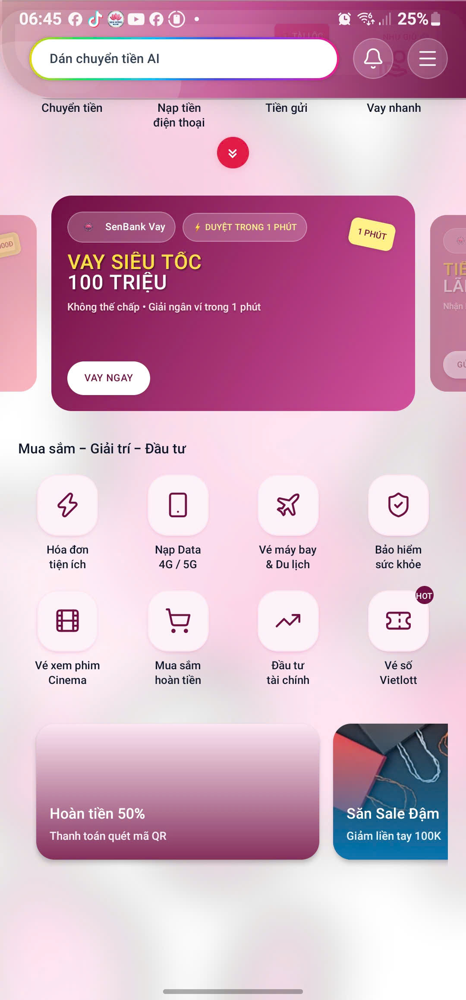 06:45
25%
Dán chuyển tiền AI
Chuyển tiền
Nạp tiền
điện thoại
Tiền gửi
Vay nhanh
SenBank Vay
DUYỆT TRONG 1 PHÚT
1 PHÚT
VAY SIÊU TỐC
100 TRIỆU
Không thế chấp • Giải ngân ví trong 1 phút
VAY NGAY
000Đ
Nhận
Mua sắm – Giải trí – Đầu tư
Hóa đơn
tiện ích
Nạp Data
4G / 5G
Vé máy bay
& Du lịch
Bảo hiểm
sức khỏe
HOT
Vé xem phim
Cinema
Mua sắm
hoàn tiền
Đầu tư
tài chính
Vé số
Vietlott
Hoàn tiền 50%
Thanh toán quét mã QR
Săn Sale Đậm
Giảm liền tay 100K